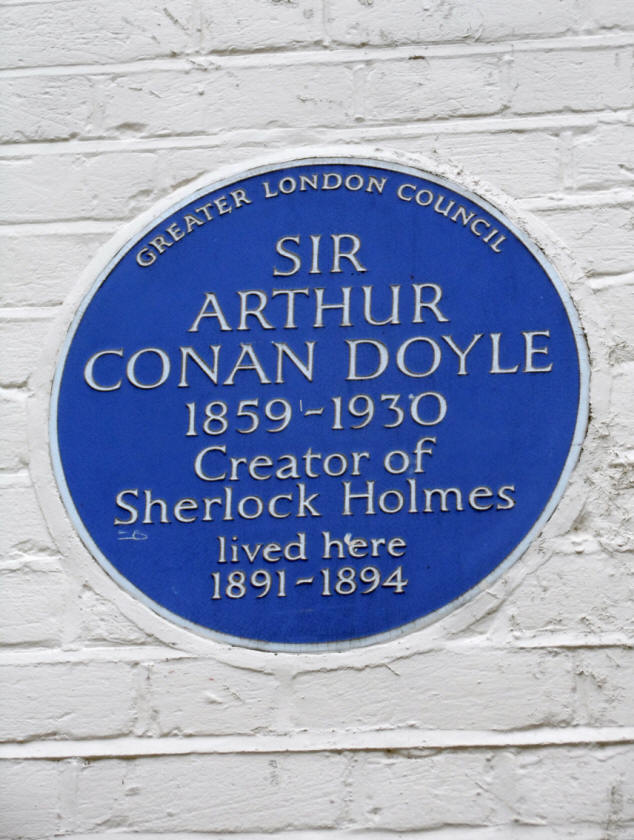 GREATER LONDON COUNCIL
SIR
ARTHUR
CONAN DOYLE
1859-1930
Creator of
Sherlock Holmes
lived here
1891-1894